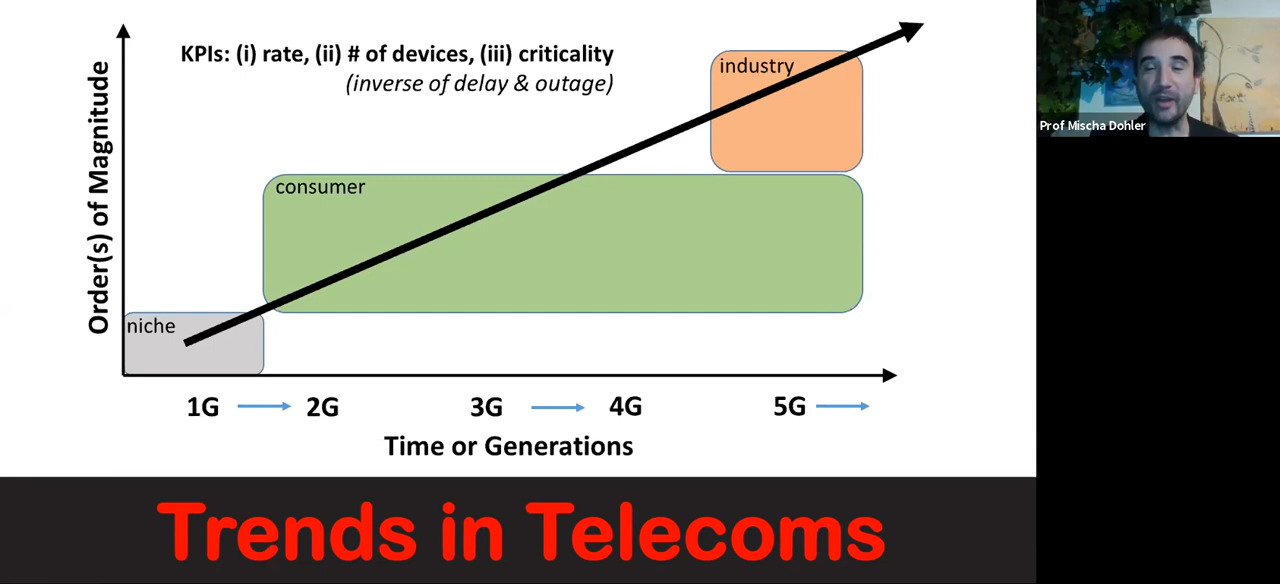 KPIs: (i) rate, (ii) # of devices, (iii) criticality
(inverse of delay & outage)
industry
Prof Mischa Dohler
Order(s) of Magnitude
consumer
niche
1G 2G 3G 4G 5G
Time or Generations
Trends in Telecoms